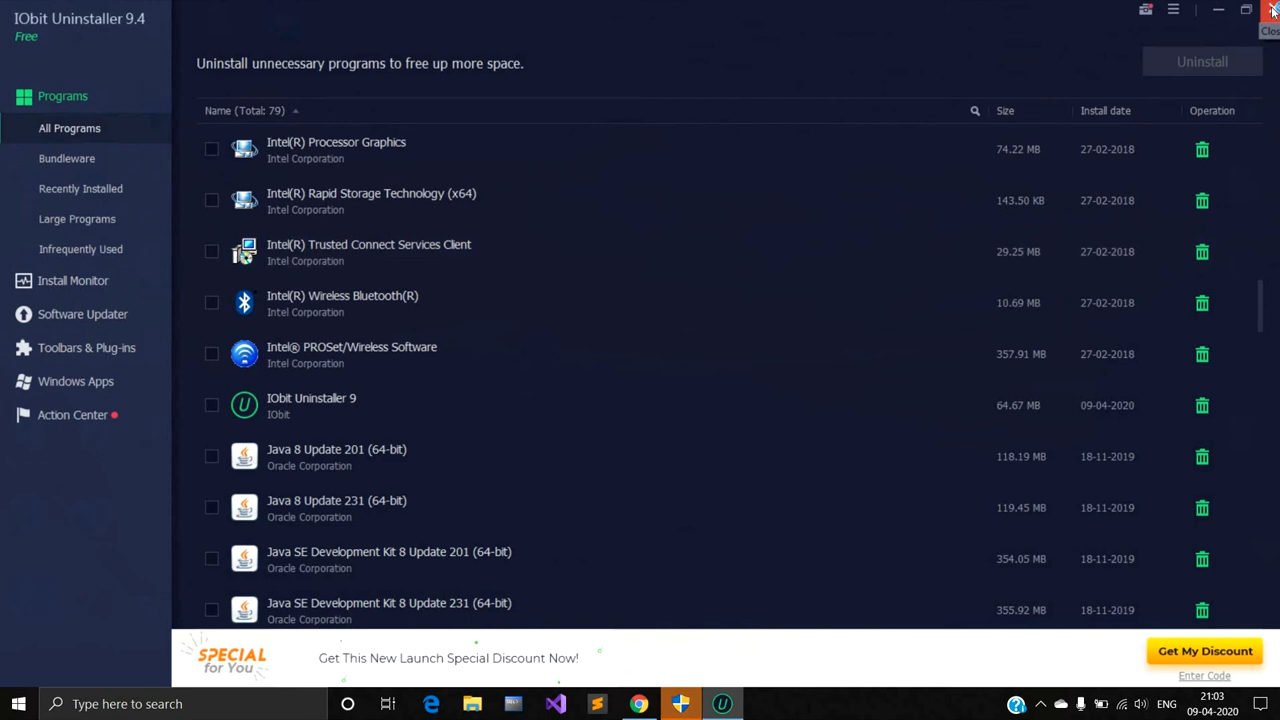 IObit Uninstaller 9.4
Free
Clos
Uninstall unnecessary programs to free up more space.
Uninstall
Programs
All Programs
Bundleware
Recently Installed
Large Programs
Infrequently Used
Install Monitor
Software Updater
Toolbars & Plug-ins
Windows Apps
Action Center
Name (Total: 79) Size Install date Operation
Intel(R) Processor Graphics
Intel Corporation
74.22 MB 27-02-2018
Intel(R) Rapid Storage Technology (x64)
Intel Corporation
143.50 KB 27-02-2018
Intel(R) Trusted Connect Services Client
Intel Corporation
29.25 MB 27-02-2018
Intel(R) Wireless Bluetooth(R)
Intel Corporation
10.69 MB 27-02-2018
Intel® PROSet/Wireless Software
Intel Corporation
357.91 MB 27-02-2018
IObit Uninstaller 9
IObit
64.67 MB 09-04-2020
Java 8 Update 201 (64-bit)
Oracle Corporation
118.19 MB 18-11-2019
Java 8 Update 231 (64-bit)
Oracle Corporation
119.45 MB 18-11-2019
Java SE Development Kit 8 Update 201 (64-bit)
Oracle Corporation
354.05 MB 18-11-2019
Java SE Development Kit 8 Update 231 (64-bit)
Oracle Corporation
355.92 MB 18-11-2019
SPECIAL
for You
Get This New Launch Special Discount Now!
Get My Discount
Enter Code
Type here to search
ENG
21:03
09-04-2020